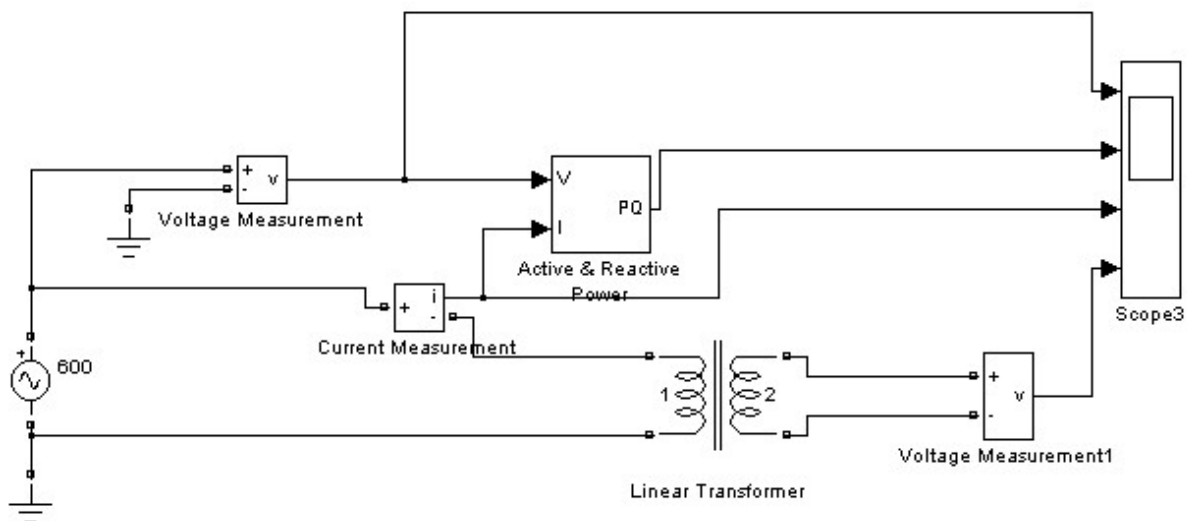 +
-
v
Voltage Measurement
V
I
PQ
Active & Reactive
Power
+
i
-
Current Measurement
Scope3
+
600
1
2
+
-
v
Voltage Measurement1
Linear Transformer